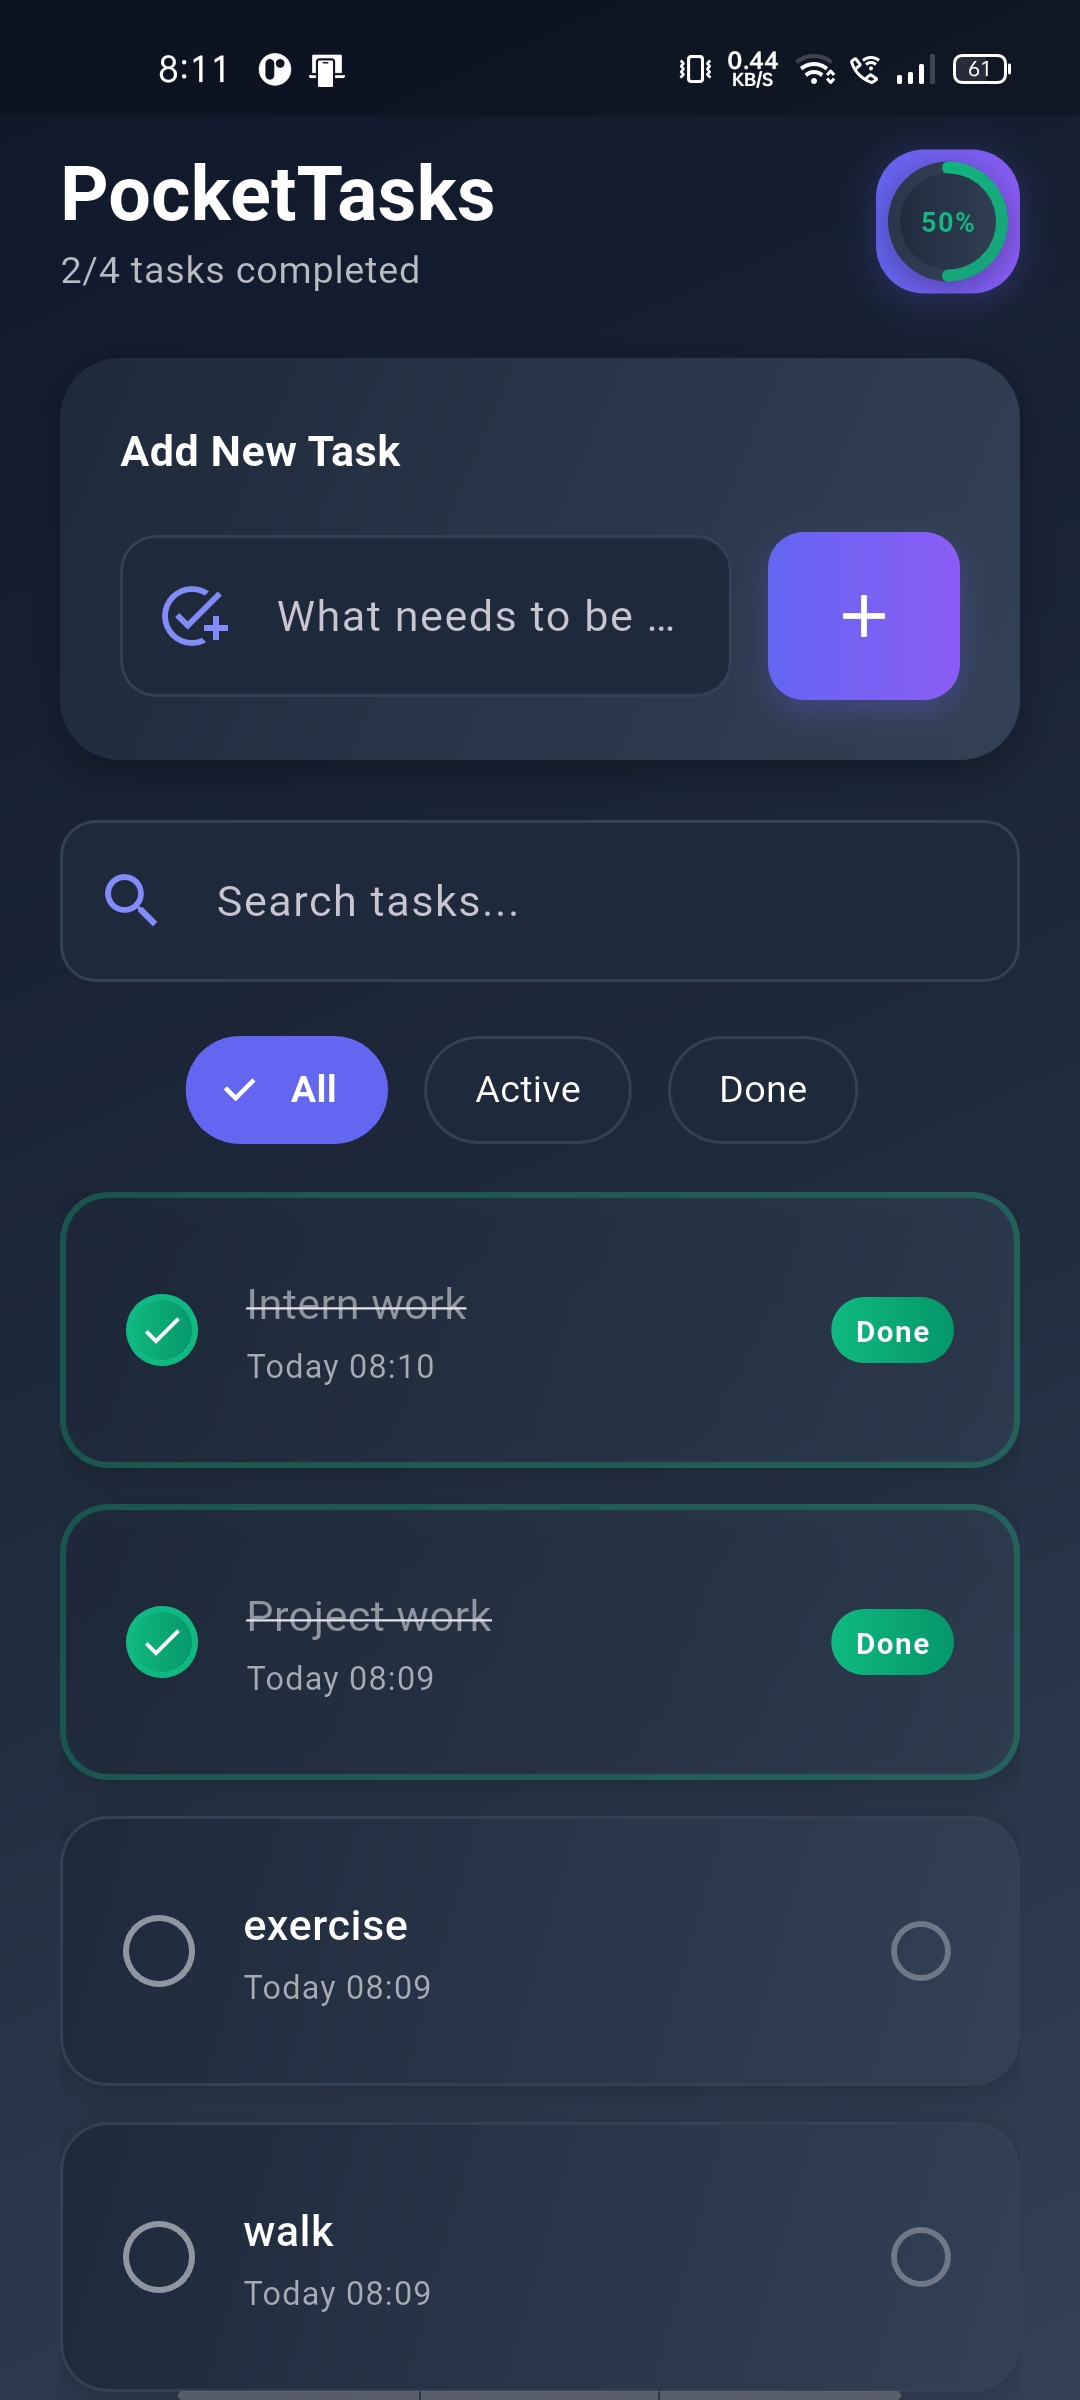 8:11
0.44
KB/S
61
PocketTasks
2/4 tasks completed
50%
Add New Task
What needs to be ...
Search tasks...
All
Active
Done
Intern work
Today 08:10
Done
Project work
Today 08:09
Done
exercise
Today 08:09
walk
Today 08:09